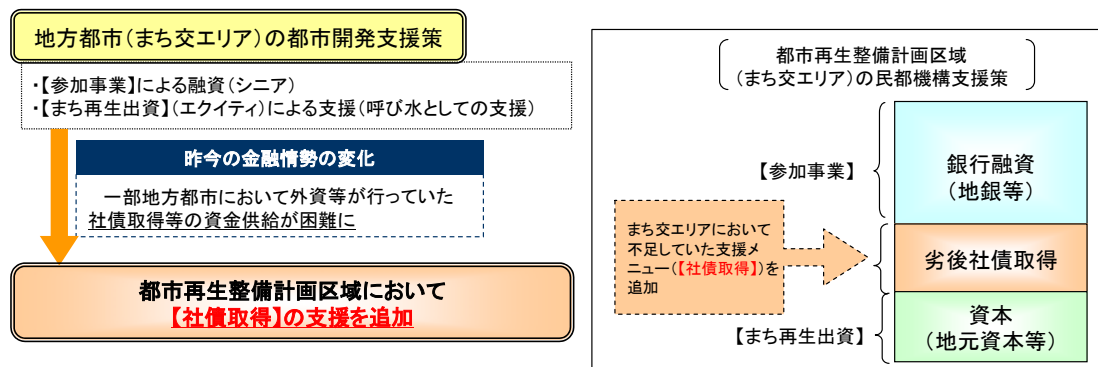 地方都市(まち交エリア)の都市開発支援策
・【参加事業】による融資(シニア)
・【まち再生出資】(エクイティ)による支援(呼び水としての支援)
昨今の金融情勢の変化
一部地方都市において外資等が行っていた
社債取得等の資金供給が困難に
都市再生整備計画区域において
【社債取得】の支援を追加
都市再生整備計画区域
(まち交エリア)の民都機構支援策
【参加事業】
銀行融資
(地銀等)
まち交エリアにおいて
不足していた支援メ
ニュー(【社債取得】)を
追加
劣後社債取得
【まち再生出資】
資本
(地元資本等)